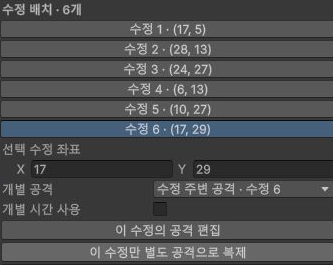 수정 배치 · 6개
수정 1 · (17, 5)
수정 2 · (28, 13)
수정 3 · (24, 27)
수정 4 · (6, 13)
수정 5 · (10, 27)
수정 6 · (17, 29)
선택 수정 좌표
X 17 Y 29
개별 공격 수정 주변 공격 · 수정 6
개별 시간 사용
이 수정의 공격 편집
이 수정만 별도 공격으로 복제